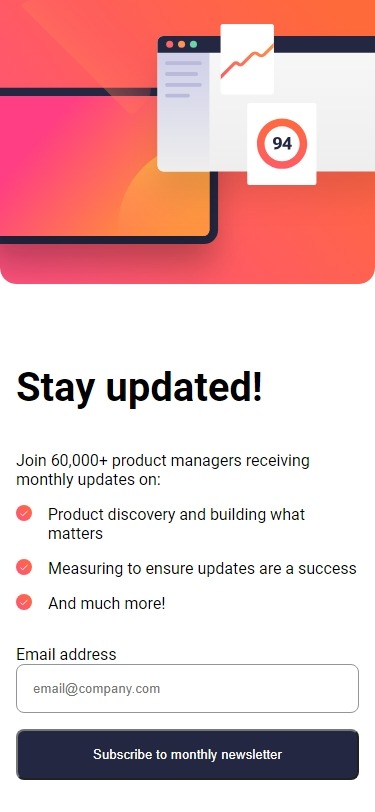 94
Stay updated!
Join 60,000+ product managers receiving
monthly updates on:
Product discovery and building what
matters
Measuring to ensure updates are a success
And much more!
Email address
email@company.com
Subscribe to monthly newsletter